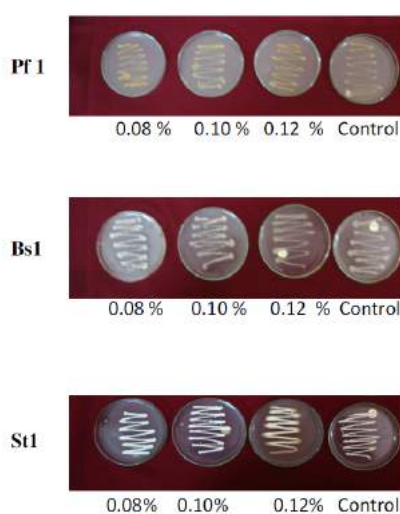 Pf 1
0.08 % 0.10 % 0.12 % Control
Bs1
0.08 % 0.10 % 0.12 % Control
St1
0.08% 0.10% 0.12% Control